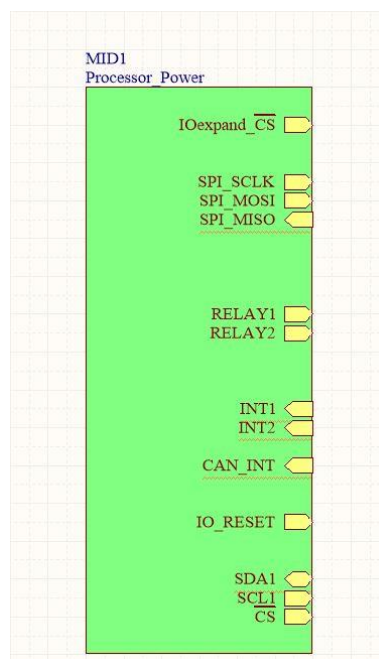 MID1
Processor_Power
IOexpand_CS
SPI_SCLK
SPI_MOSI
SPI_MISO
RELAY1
RELAY2
INT1
INT2
CAN_INT
IO_RESET
SDA1
SCL1
CS